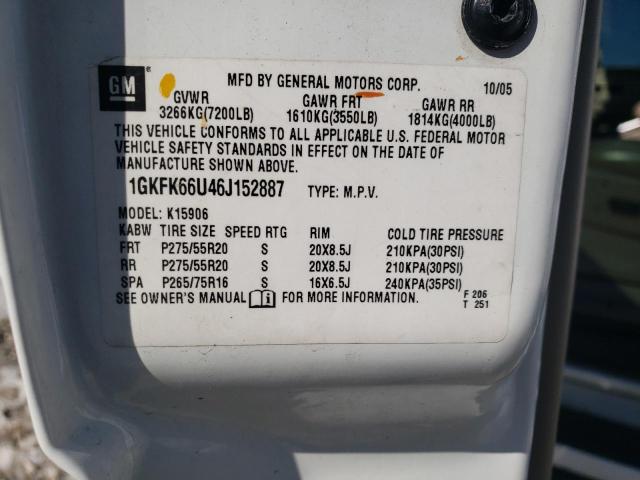 GM ® MFD BY GENERAL MOTORS CORP. 10/05
GVWR GAWR FRT GAWR RR
3266KG(7200LB) 1610KG(3550LB) 1814KG(4000LB)
THIS VEHICLE CONFORMS TO ALL APPLICABLE U.S. FEDERAL MOTOR
VEHICLE SAFETY STANDARDS IN EFFECT ON THE DATE OF
MANUFACTURE SHOWN ABOVE.
1GKFK66U46J152887 TYPE: M.P.V.
MODEL: K15906
KABW TIRE SIZE SPEED RTG RIM COLD TIRE PRESSURE
FRT P275/55R20 S 20X8.5J 210KPA(30PSI)
RR P275/55R20 S 20X8.5J 210KPA(30PSI)
SPA P265/75R16 S 16X6.5J 240KPA(35PSI)
SEE OWNER'S MANUAL FOR MORE INFORMATION. F 206
T 251